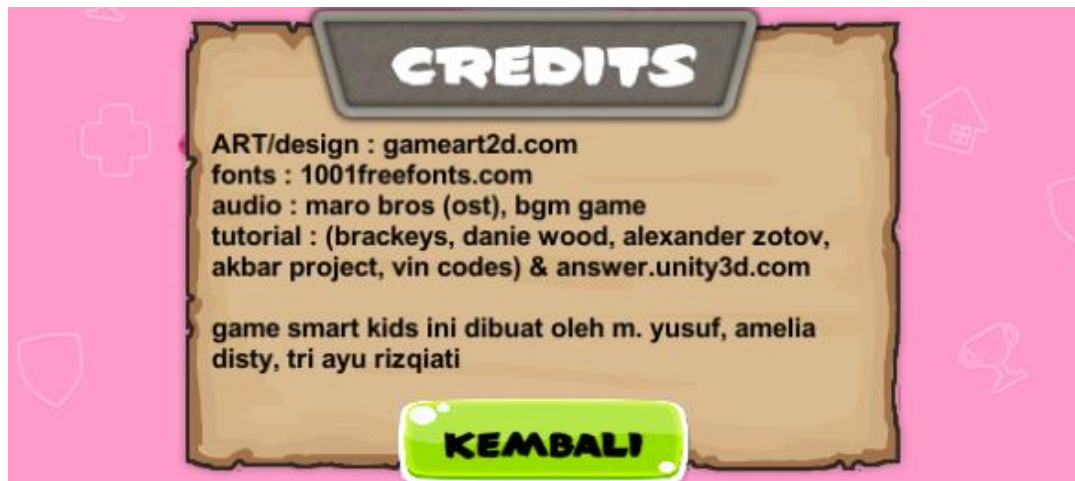 CREDITS
ART/design : gameart2d.com
fonts : 1001freefonts.com
audio : maro bros (ost), bgm game
tutorial : (brackeys, danie wood, alexander zotov,
akbar project, vin codes) & answer.unity3d.com
game smart kids ini dibuat oleh m. yusuf, amelia
disty, tri ayu rizqiati
KEMBALI